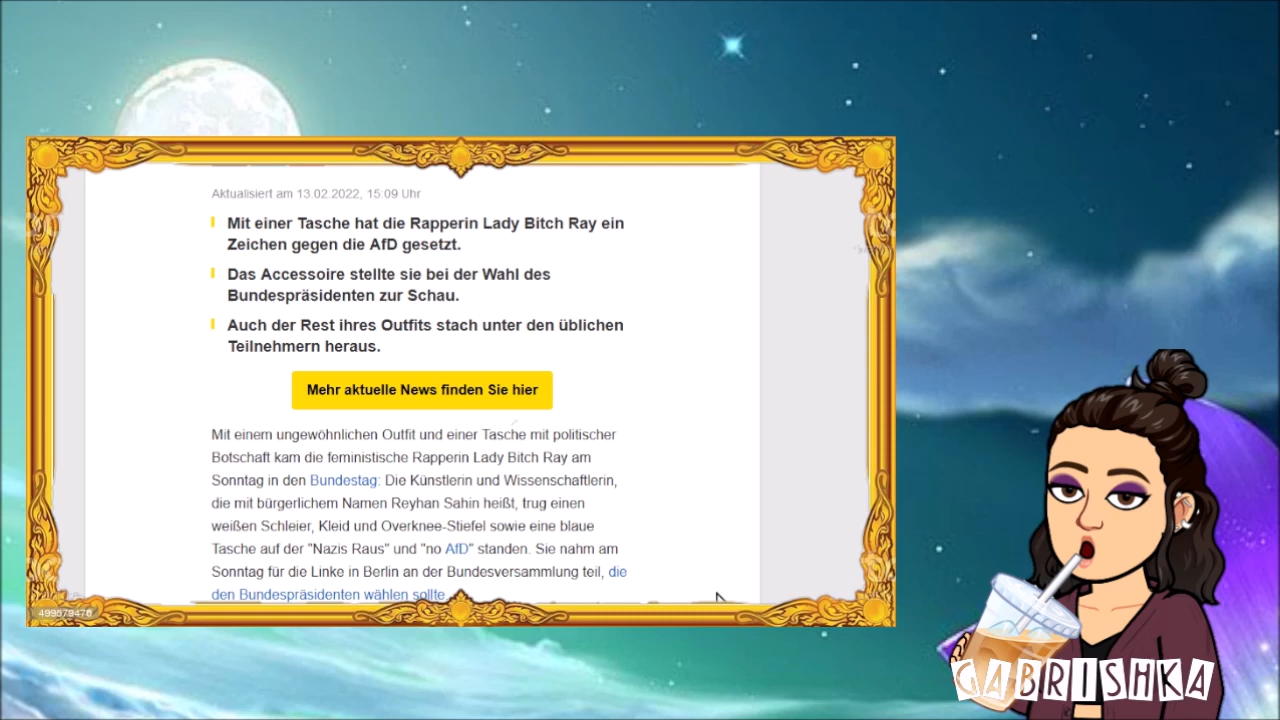 Aktualisiert am 13.02.2022, 15:09 Uhr
Mit einer Tasche hat die Rapperin Lady Bitch Ray ein
Zeichen gegen die AfD gesetzt.
Das Accessoire stellte sie bei der Wahl des
Bundespräsidenten zur Schau.
Auch der Rest ihres Outfits stach unter den üblichen
Teilnehmern heraus.
Mehr aktuelle News finden Sie hier
Mit einem ungewöhnlichen Outfit und einer Tasche mit politischer
Botschaft kam die feministische Rapperin Lady Bitch Ray am
Sonntag in den Bundestag: Die Künstlerin und Wissenschaftlerin,
die mit bürgerlichem Namen Reyhan Sahin heißt, trug einen
weißen Schleier, Kleid und Overknee-Stiefel sowie eine blaue
Tasche auf der "Nazis Raus" und "no AfD" standen. Sie nahm am
Sonntag für die Linke in Berlin an der Bundesversammlung teil, die
den Bundespräsidenten wählen sollte.
499579476
GABRISHKA